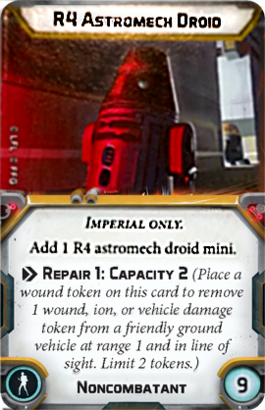 R4 Astromech Droid
Imperial only.
Add 1 R4 astromech droid mini.
Repair 1: Capacity 2 (Place a
wound token on this card to remove
1 wound, ion, or vehicle damage
token from a friendly ground
vehicle at range 1 and in line of
sight. Limit 2 tokens.)
Noncombatant
9